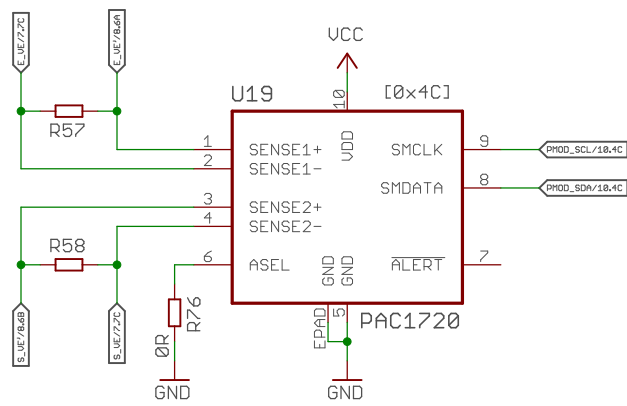 E_VE/7.7C
E_VE'/8.6A
VCC
U19
10
[0x4C]
R57
1
SENSE1+
VDD
SMCLK
9
PMOD_SCL/10.4C
2
SENSE1-
3
SENSE2+
SMDATA
8
PMOD_SDA/10.4C
4
SENSE2-
R58
6
ASEL
GND
GND
ALERT
7
S_VE'/8.6B
S_VE/7.7C
0R
R76
EPAD
5
PAC1720
GND
GND